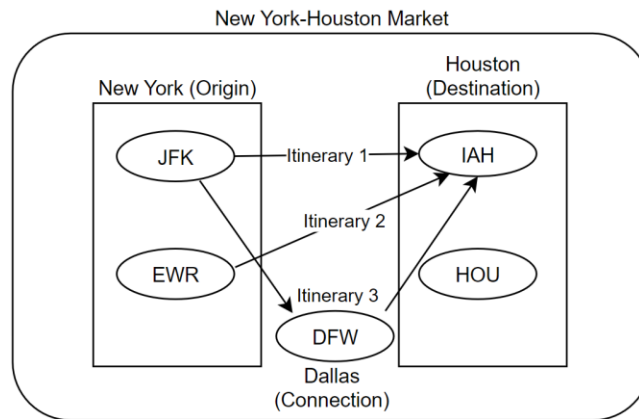 New York-Houston Market
New York (Origin)
Houston
(Destination)
JFK
Itinerary 1
IAH
Itinerary 2
EWR
HOU
Itinerary 3
DFW
Dallas
(Connection)